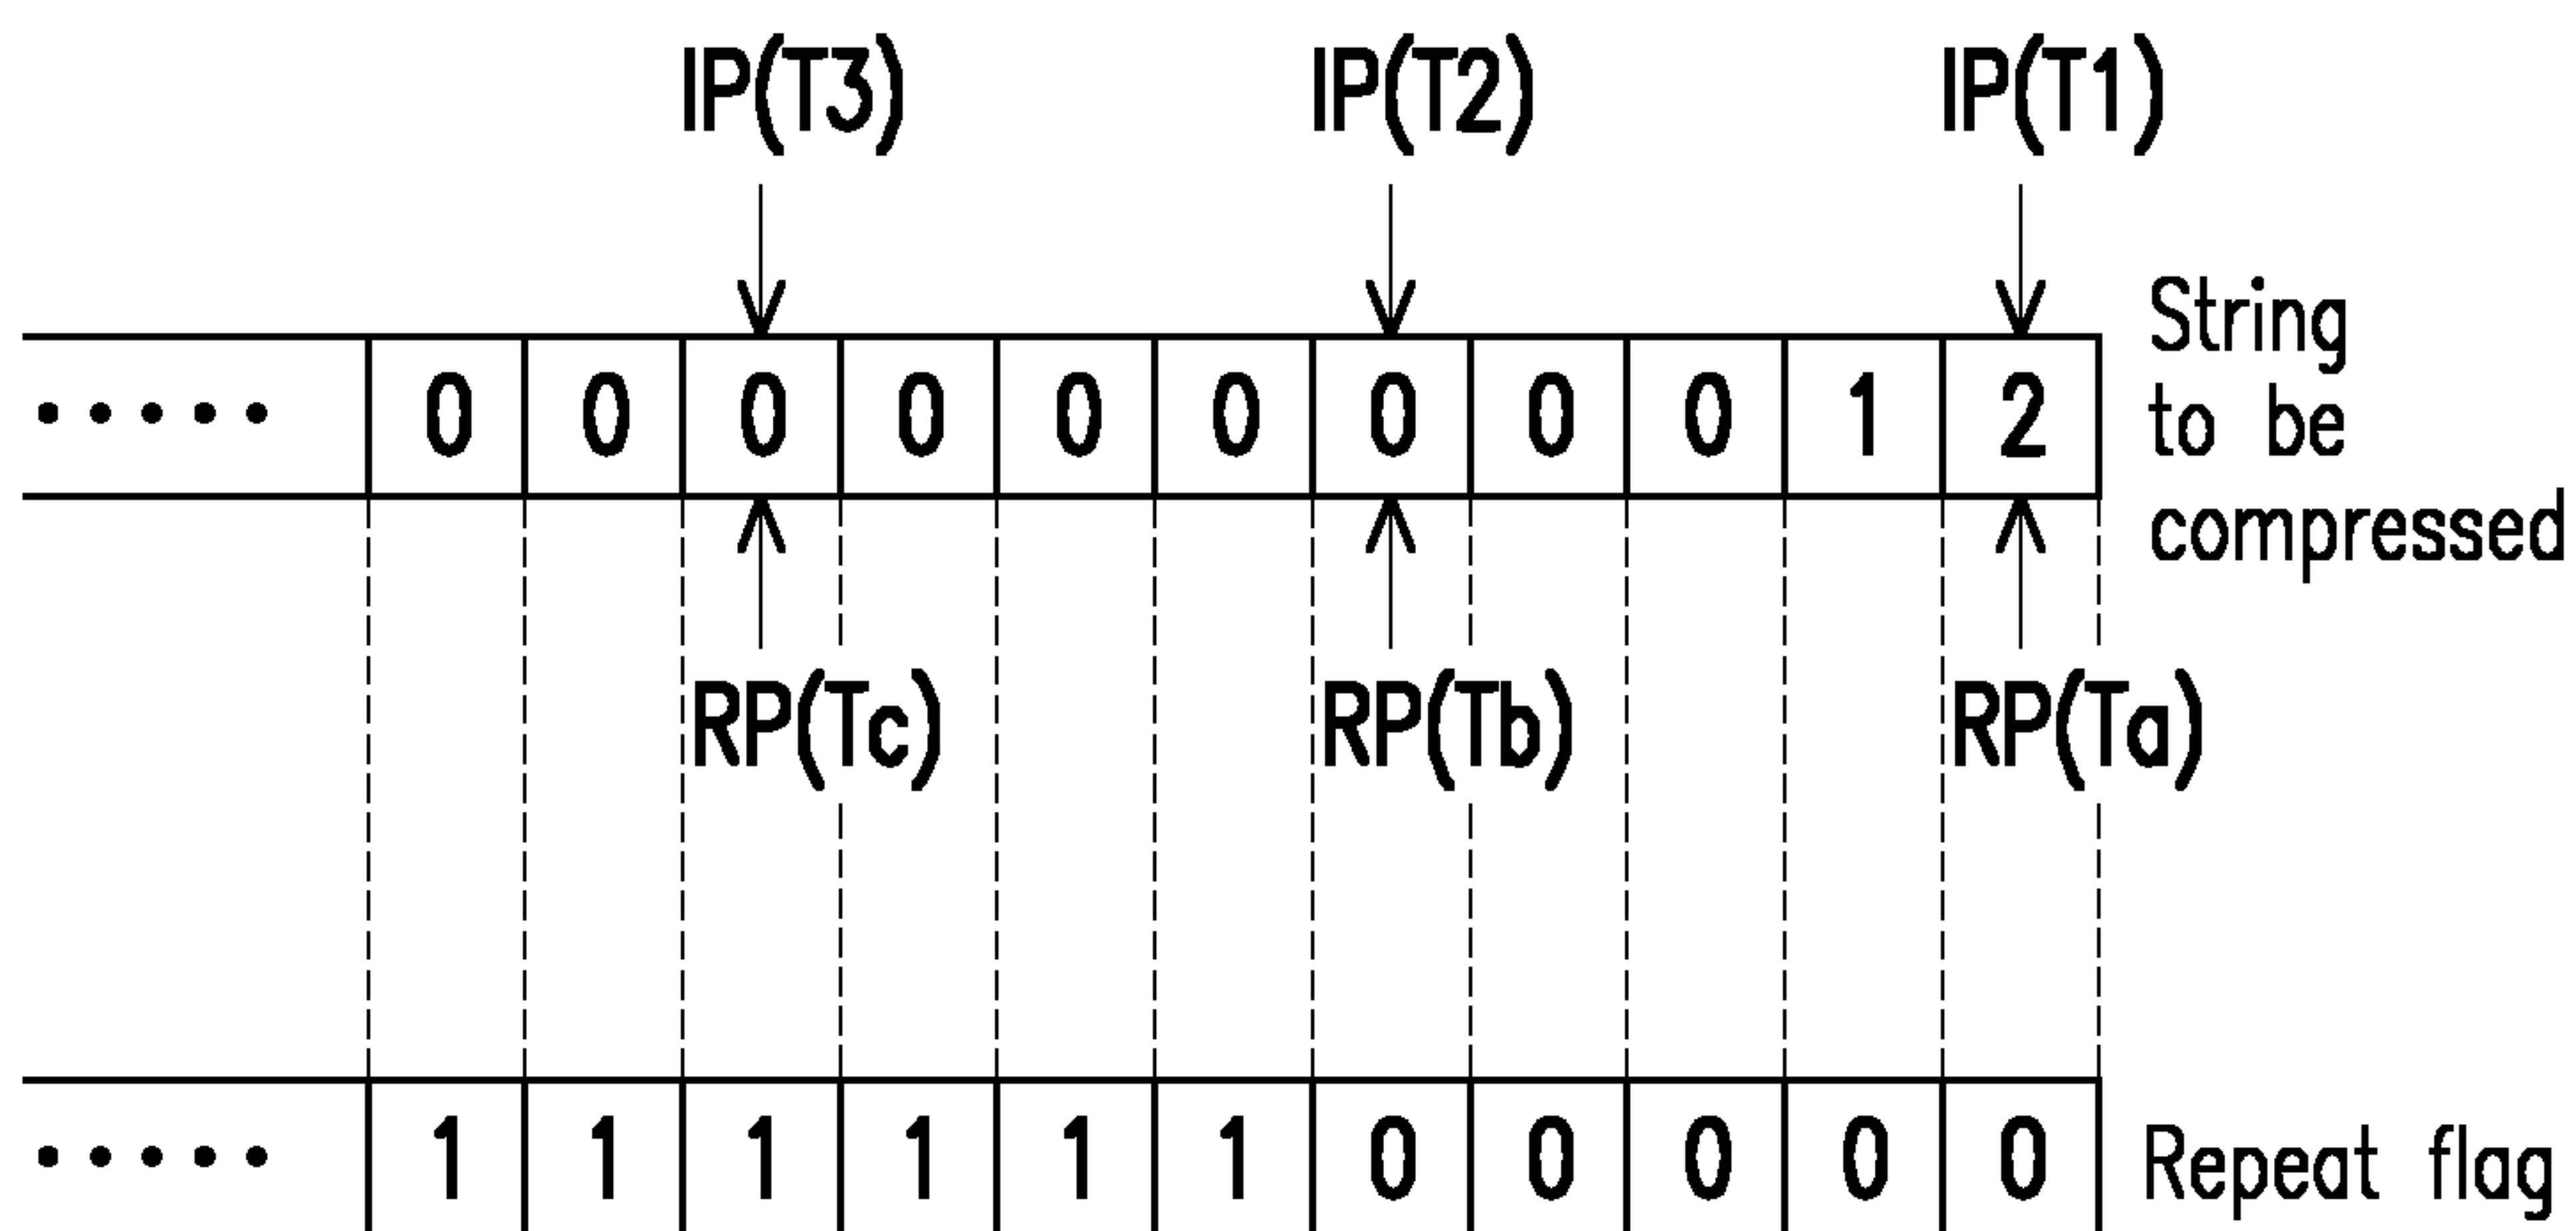 IP(T3) IP(T2) IP(T1)
String
to be
compressed
..... 0 0 0 0 0 0 0 0 0 1 2
RP(Tc) RP(Tb) RP(Ta)
..... 1 1 1 1 1 1 0 0 0 0 0 Repeat flag